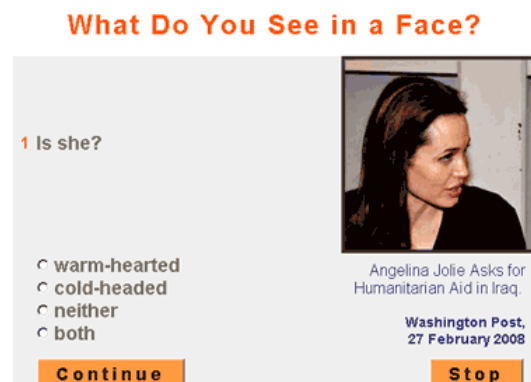 What Do You See in a Face?
1 Is she?
warm-hearted
cold-headed
neither
both
Angelina Jolie Asks for
Humanitarian Aid in Iraq.
Washington Post,
27 February 2008
Continue
Stop